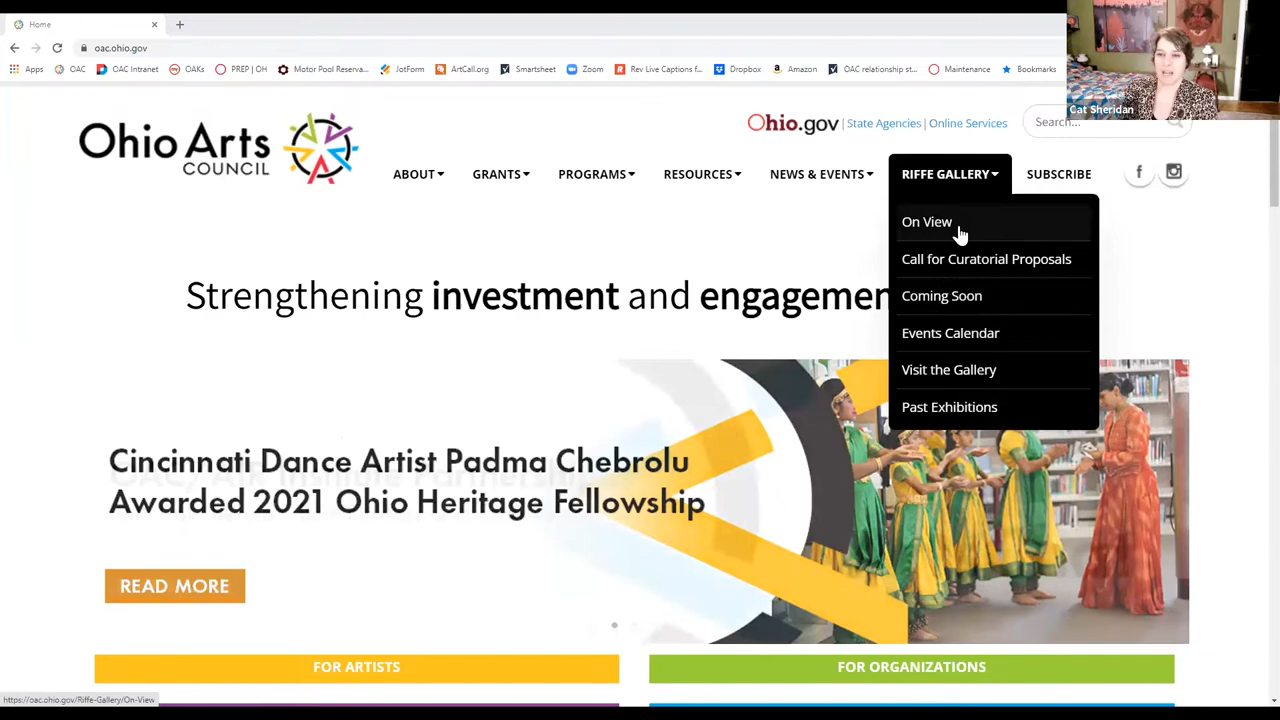 Home
oac.ohio.gov
Apps
OAC
OAC Intranet
OAKs
PREP | OH
Motor Pool Reserva...
JotForm
ArtCall.org
Smartsheet
Zoom
Rev Live Captions f...
Dropbox
Amazon
OAC relationship st...
Maintenance
Bookmarks
Cat Sheridan
Ohio Arts
COUNCIL
Ohio.gov | State Agencies | Online Services
Search...
ABOUT
GRANTS
PROGRAMS
RESOURCES
NEWS & EVENTS
RIFFE GALLERY
SUBSCRIBE
On View
Call for Curatorial Proposals
Coming Soon
Events Calendar
Visit the Gallery
Past Exhibitions
Strengthening investment and engagemen
Cincinnati Dance Artist Padma Chebrolu
Awarded 2021 Ohio Heritage Fellowship
READ MORE
FOR ARTISTS
FOR ORGANIZATIONS
https://oac.ohio.gov/Riffe-Gallery/On-View